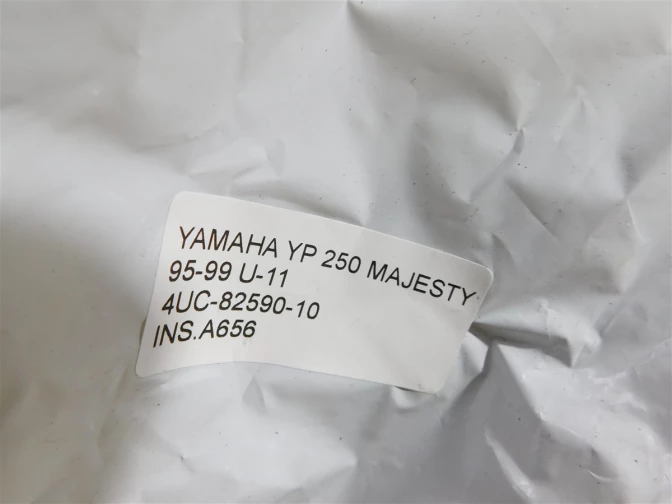 YAMAHA YP 250 MAJESTY
95-99 U-11
4UC-82590-10
INS.A656